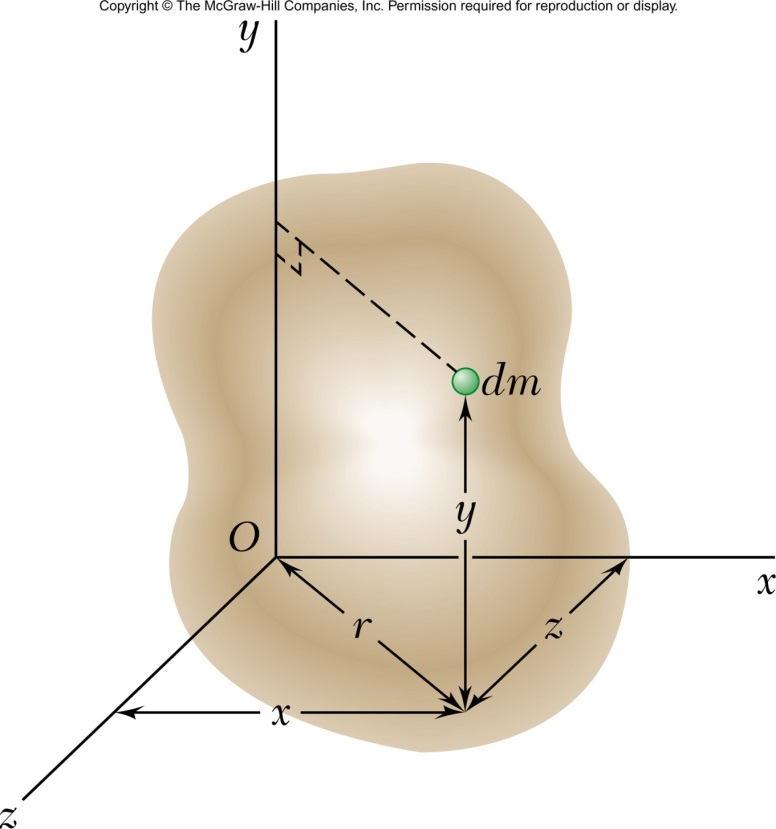 Copyright © The McGraw-Hill Companies, Inc. Permission required for reproduction or display.
y
dm
y
O
x
r
z
x
z